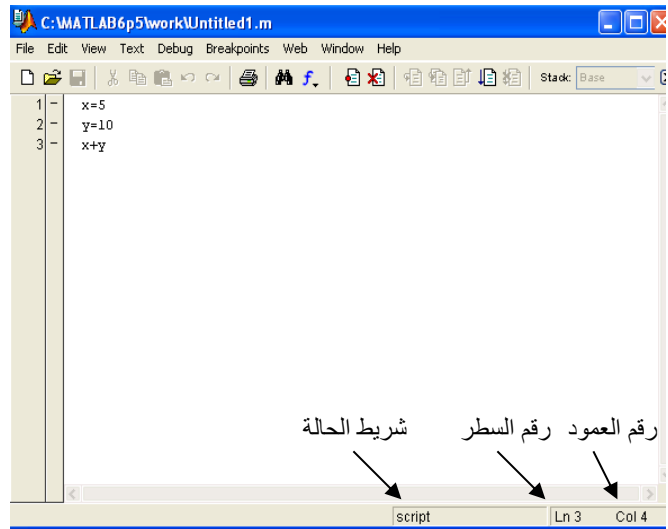 C:\MATLAB6p5\work\Untitled1.m
File Edit View Text Debug Breakpoints Web Window Help
Stack: Base
1 - x=5
2 - y=10
3 - x+y
رقم العمود رقم السطر شريط الحالة
script Ln 3 Col 4